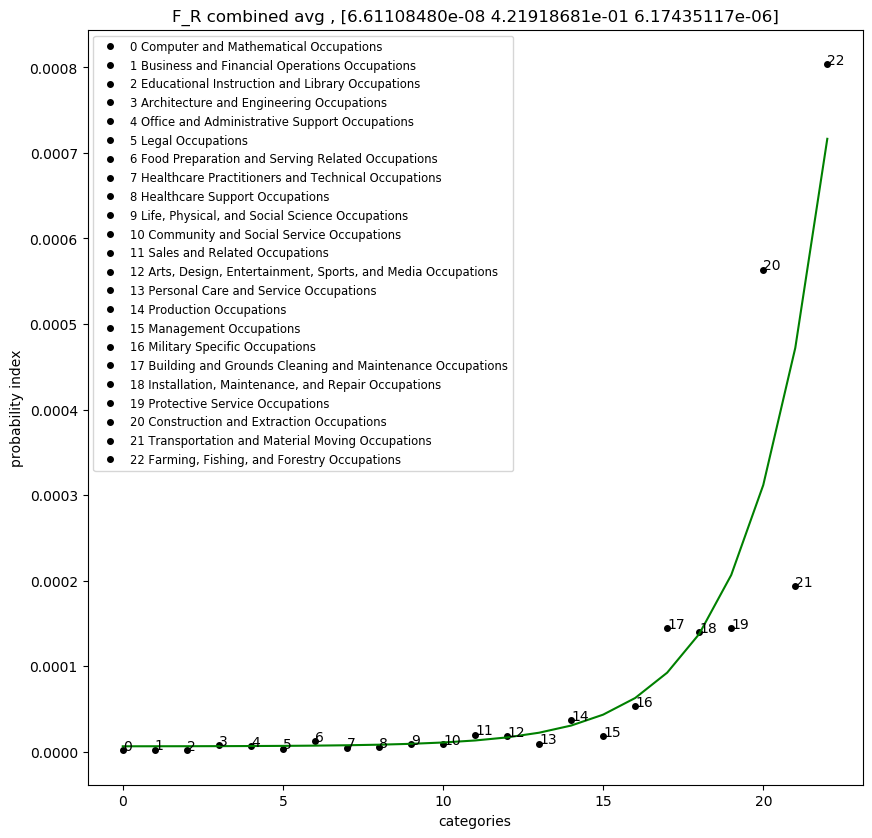 F_R combined avg , [6.61108480e-08 4.21918681e-01 6.17435117e-06]
0 Computer and Mathematical Occupations
1 Business and Financial Operations Occupations
2 Educational Instruction and Library Occupations
3 Architecture and Engineering Occupations
4 Office and Administrative Support Occupations
5 Legal Occupations
6 Food Preparation and Serving Related Occupations
7 Healthcare Practitioners and Technical Occupations
8 Healthcare Support Occupations
9 Life, Physical, and Social Science Occupations
10 Community and Social Service Occupations
11 Sales and Related Occupations
12 Arts, Design, Entertainment, Sports, and Media Occupations
13 Personal Care and Service Occupations
14 Production Occupations
15 Management Occupations
16 Military Specific Occupations
17 Building and Grounds Cleaning and Maintenance Occupations
18 Installation, Maintenance, and Repair Occupations
19 Protective Service Occupations
20 Construction and Extraction Occupations
21 Transportation and Material Moving Occupations
22 Farming, Fishing, and Forestry Occupations
0.0008
0.0007
0.0006
0.0005
0.0004
0.0003
0.0002
0.0001
0.0000
probability index
0
1
2
3
4
5
6
7
8
9
10
11
12
13
14
15
16
17
18
19
20
21
22
0 5 10 15 20
categories